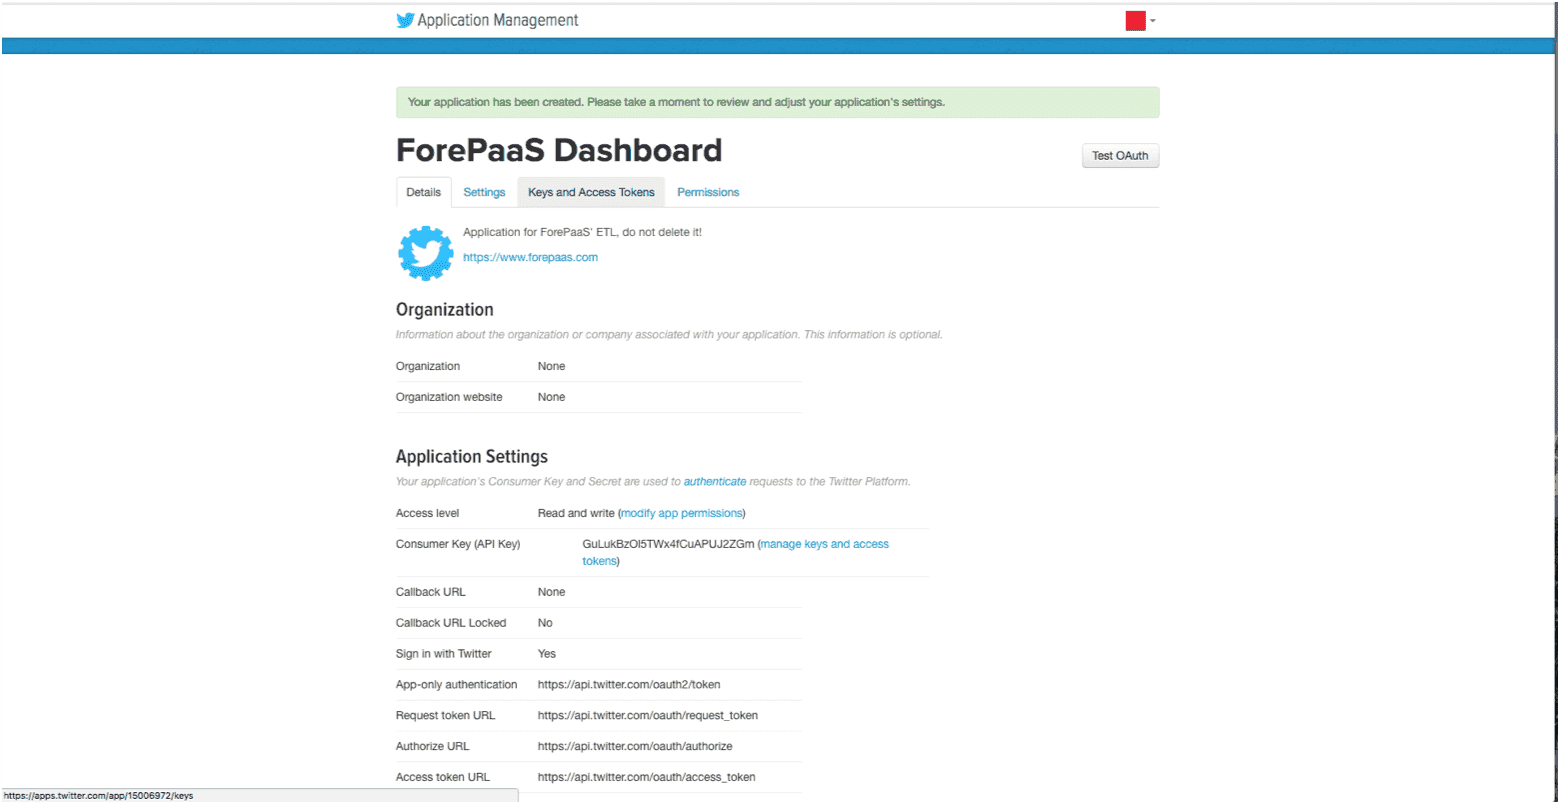 Application Management
Your application has been created. Please take a moment to review and adjust your application's settings.
ForePaaS Dashboard
Test OAuth
Details Settings Keys and Access Tokens Permissions
Application for ForePaaS' ETL, do not delete it!
https://www.forepaas.com
Organization
Information about the organization or company associated with your application. This information is optional.
Organization None
Organization website None
Application Settings
Your application's Consumer Key and Secret are used to authenticate requests to the Twitter Platform.
Access level Read and write (modify app permissions)
Consumer Key (API Key) GuLukBzOl5TWx4fCuAPUJ2ZGm (manage keys and access
tokens)
Callback URL None
Callback URL Locked No
Sign in with Twitter Yes
App-only authentication https://api.twitter.com/oauth2/token
Request token URL https://api.twitter.com/oauth/request_token
Authorize URL https://api.twitter.com/oauth/authorize
Access token URL https://api.twitter.com/oauth/access_token
https://apps.twitter.com/app/15006972/keys